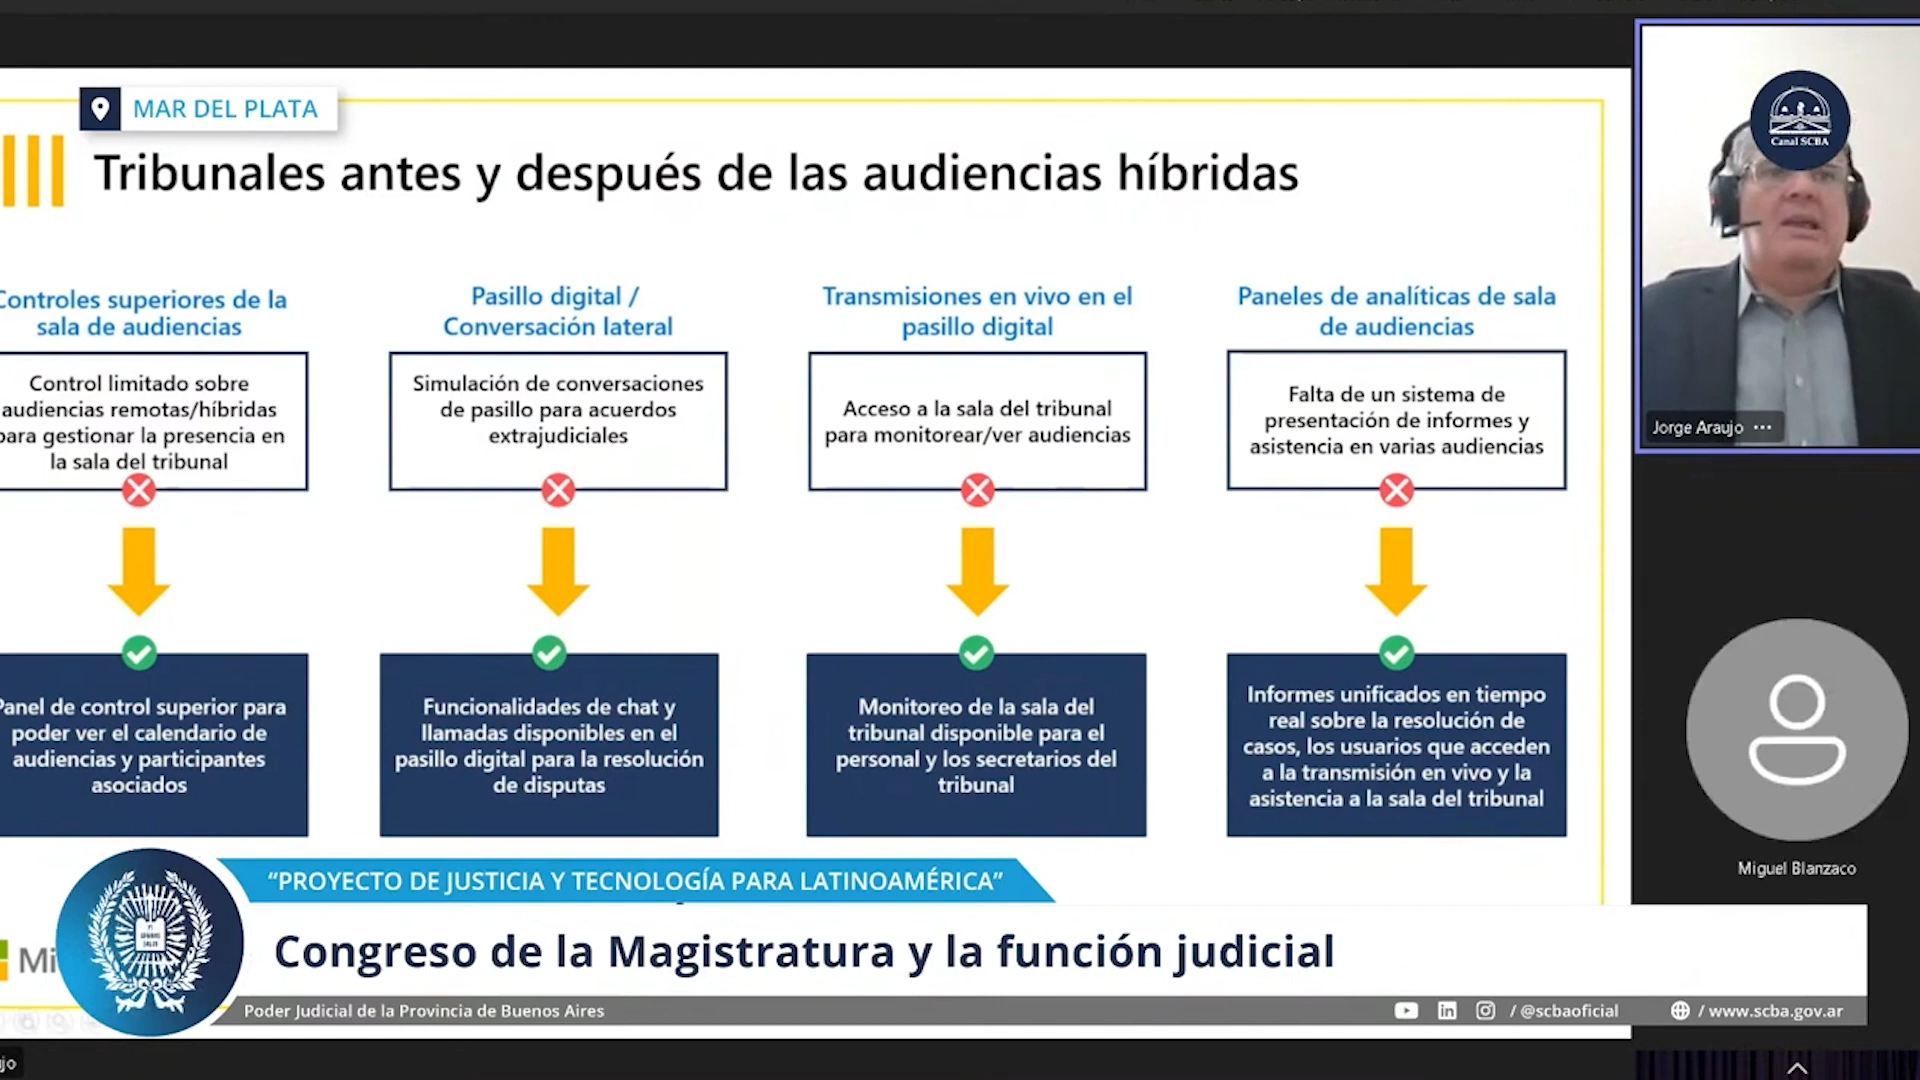 MAR DEL PLATA
Canal SCBA
Tribunales antes y después de las audiencias híbridas
Controles superiores de la
sala de audiencias
Control limitado sobre
audiencias remotas/híbridas
para gestionar la presencia en
la sala del tribunal
Panel de control superior para
poder ver el calendario de
audiencias y participantes
asociados
Pasillo digital /
Conversación lateral
Simulación de conversaciones
de pasillo para acuerdos
extrajudiciales
Funcionalidades de chat y
llamadas disponibles en el
pasillo digital para la resolución
de disputas
Transmisiones en vivo en el
pasillo digital
Acceso a la sala del tribunal
para monitorear/ver audiencias
Monitoreo de la sala del
tribunal disponible para el
personal y los secretarios del
tribunal
Paneles de analíticas de sala
de audiencias
Falta de un sistema de
presentación de informes y
asistencia en varias audiencias
Informes unificados en tiempo
real sobre la resolución de
casos, los usuarios que acceden
a la transmisión en vivo y la
asistencia a la sala del tribunal
Jorge Araujo ...
Miguel Blanzaco
"PROYECTO DE JUSTICIA Y TECNOLOGÍA PARA LATINOAMÉRICA"
Mi
Congreso de la Magistratura y la función judicial
Poder Judicial de la Provincia de Buenos Aires
/ @scbaoficial
/ www.scba.gov.ar
jo